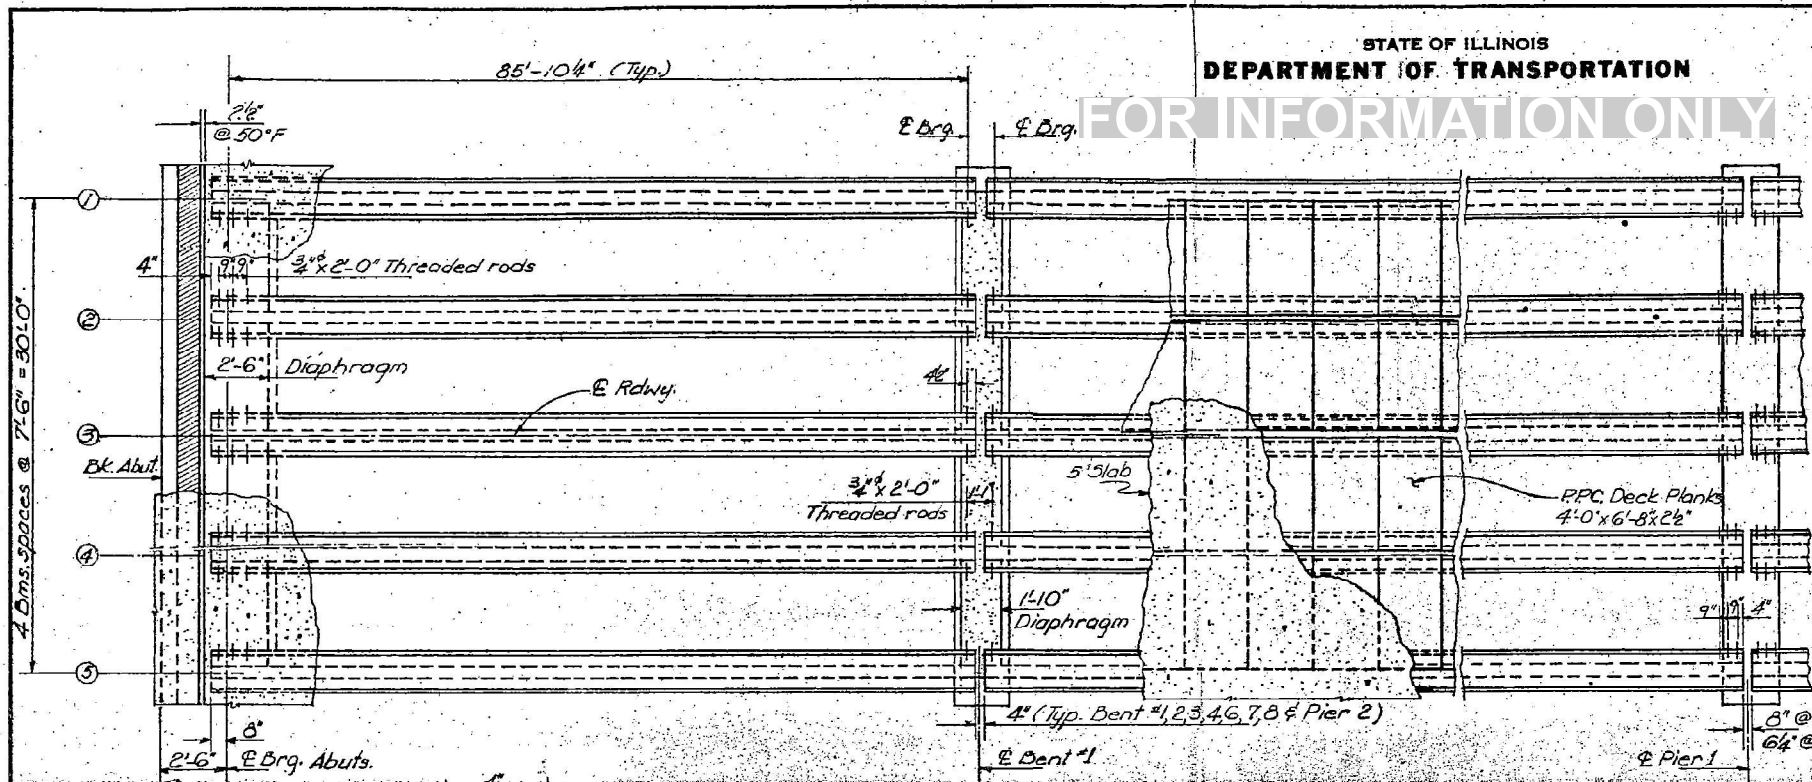 STATE OF ILLINOIS
DEPARTMENT OF TRANSPORTATION
FOR INFORMATION ONLY
85'-10¼" (Typ.)
2½"
@ 50°F
℄ Brg.
℄ Brg.
1
4"
9" 9"
¾"ᶲ x 2'-0" Threaded rods
2
4 Bms. Spaces @ 7'-6" = 30'-0"
2'-6" Diaphragm
℄ Rdwy.
4½"
3
Bk. Abut.
5" Slab
¾"ᶲ x 2'-0"
Threaded rods
1'-1"
P.P.C. Deck Planks
4'-0" x 6'-8" x 2½"
4
1'-10"
Diaphragm
9" 9" 4"
5
4" (Typ. Bent #1,2,3,4,6,7,8 & Pier 2)
8"
8" @
6¼" @
2'-6"
℄ Brg. Abuts.
℄ Bent #1
℄ Pier 1